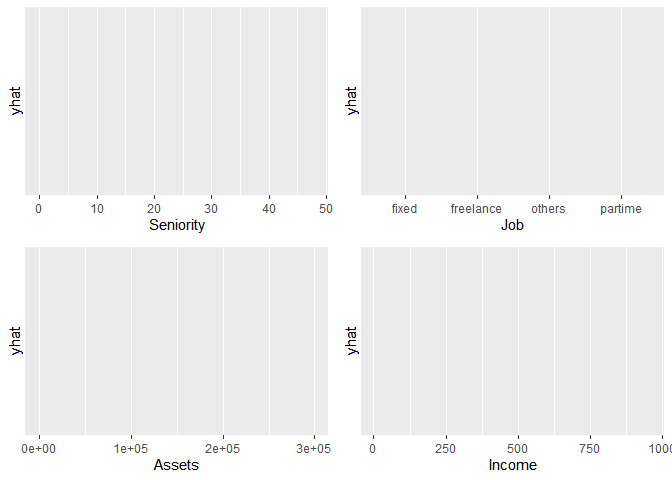 yhat
0 10 20 30 40 50
Seniority
yhat
fixed freelance others partime
Job
yhat
0e+00 1e+05 2e+05 3e+05
Assets
yhat
0 250 500 750 1000
Income